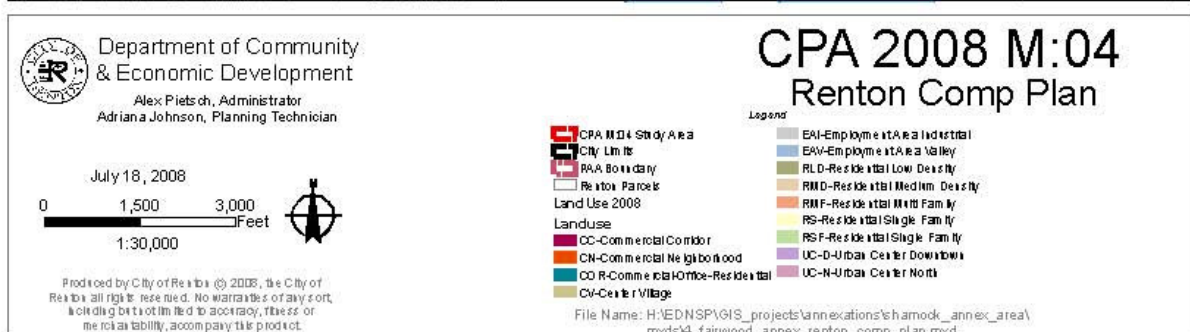 Department of Community
& Economic Development
Alex Pietsch, Administrator
Adriana Johnson, Planning Technician
July 18, 2008
0 1,500 3,000
Feet
1:30,000
N
Produced by City of Renton (c) 2008, the City of
Renton all rights reserved. No warranties of any sort,
including but not limited to accuracy, fitness or
merchantability, accompany this product.
CPA 2008 M:04
Renton Comp Plan
Legend
CPA M:04 Study Area
City Limits
PAA Boundary
Renton Parcels
Land Use 2008
Landuse
CC-Commercial Corridor
CN-Commercial Neighborhood
COR-Commercial-Office-Residential
CV-Center Village
EAI-Employment Area Industrial
EAV-Employment Area Valley
RLD-Residential Low Density
RMD-Residential Medium Density
RMF-Residential Multi Family
RS-Residential Single Family
RSF-Residential Single Family
UC-D-Urban Center Downtown
UC-N-Urban Center North
File Name: H:\EDNSP\GIS_projects\annexations\shamock_annex_area\
mxds\4_fairwood_annex_renton_comp_plan.mxd